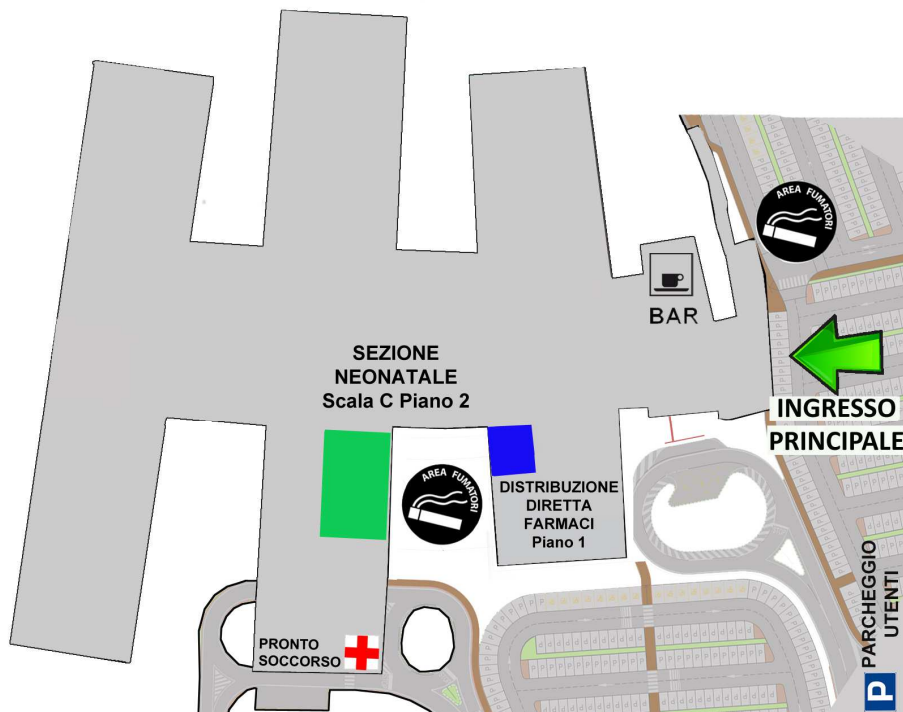 AREA FUMATORI
BAR
SEZIONE
NEONATALE
Scala C Piano 2
INGRESSO
PRINCIPALE
AREA FUMATORI
DISTRIBUZIONE
DIRETTA
FARMACI
Piano 1
PRONTO
SOCCORSO
P PARCHEGGIO
UTENTI